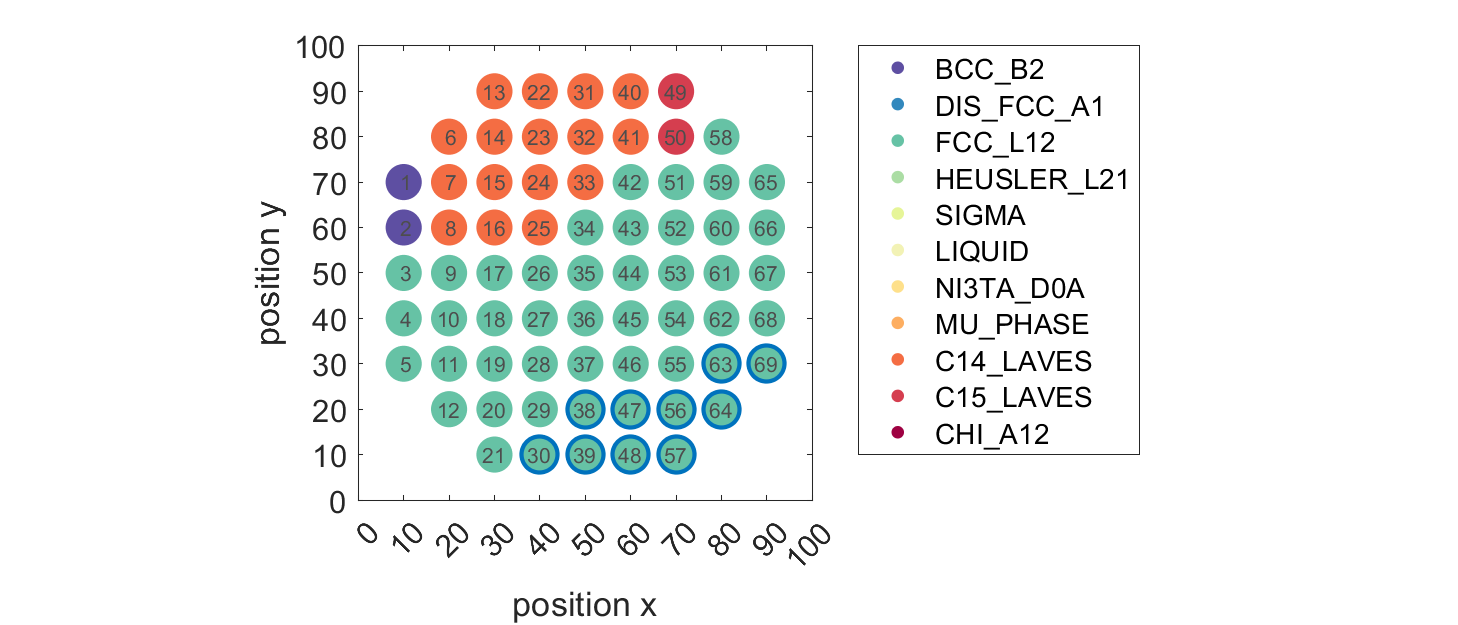 100
90
80
70
60
50
40
30
20
10
0
position y
13 22 31 40 49
6 14 23 32 41 50 58
1 7 15 24 33 42 51 59 65
2 8 16 25 34 43 52 60 66
3 9 17 26 35 44 53 61 67
4 10 18 27 36 45 54 62 68
5 11 19 28 37 46 55 63 69
12 20 29 38 47 56 64
21 30 39 48 57
0 10 20 30 40 50 60 70 80 90 100
position x
BCC_B2
DIS_FCC_A1
FCC_L12
HEUSLER_L21
SIGMA
LIQUID
NI3TA_D0A
MU_PHASE
C14_LAVES
C15_LAVES
CHI_A12